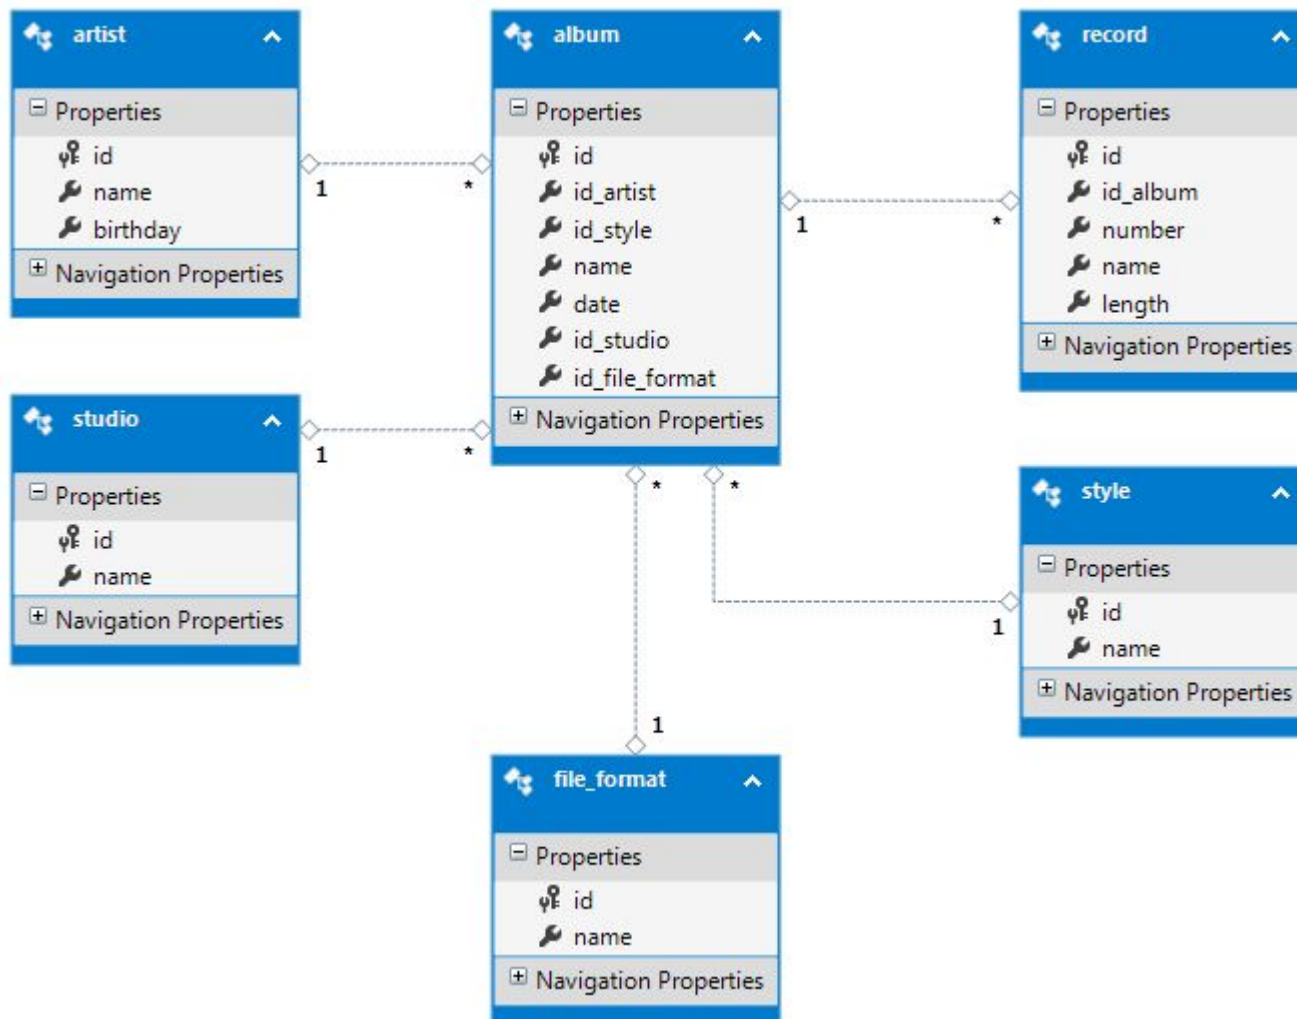 artist
Properties
id
name
birthday
Navigation Properties
1
*
album
Properties
id
id_artist
id_style
name
date
id_studio
id_file_format
Navigation Properties
1
*
record
Properties
id
id_album
number
name
length
Navigation Properties
studio
Properties
id
name
Navigation Properties
1
*
*
*
style
Properties
id
name
Navigation Properties
1
1
file_format
Properties
id
name
Navigation Properties